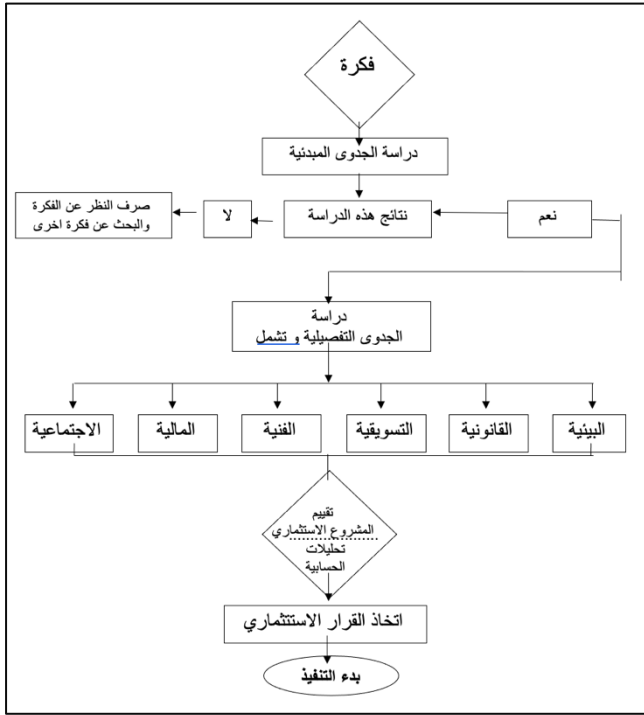 فكرة
دراسة الجدوى المبدئية
نعم
نتائج هذه الدراسة
لا
صرف النظر عن الفكرة
والبحث عن فكرة اخرى
دراسة
الجدوى التفصيلية و تشمل
البيئية
القانونية
التسويقية
الفنية
المالية
الاجتماعية
تقييم
المشروع الاستثماري
تحليلات
الحسابية
اتخاذ القرار الاستتثماري
بدء التنفيذ